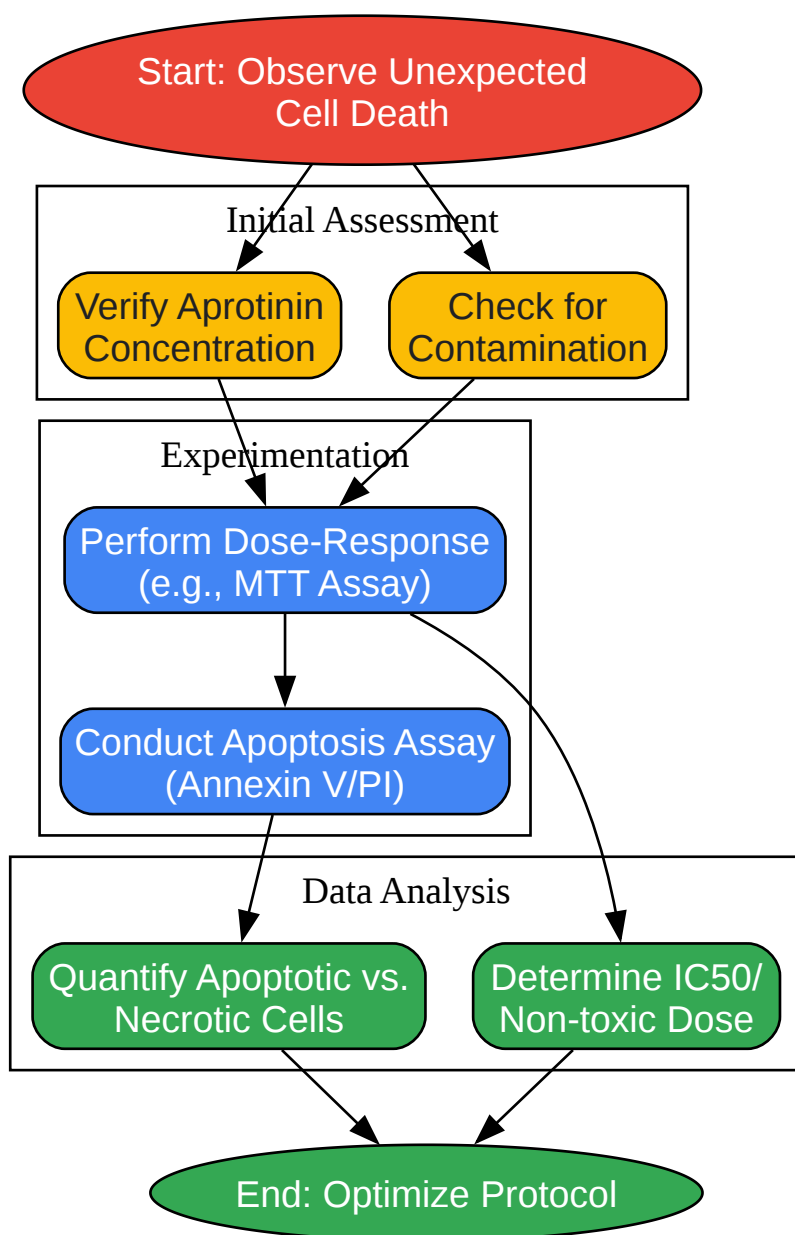 Start: Observe Unexpected
Cell Death
Initial Assessment
Verify Aprotinin
Concentration
Check for
Contamination
Experimentation
Perform Dose-Response
(e.g., MTT Assay)
Conduct Apoptosis Assay
(Annexin V/PI)
Data Analysis
Quantify Apoptotic vs.
Necrotic Cells
Determine IC50/
Non-toxic Dose
End: Optimize Protocol